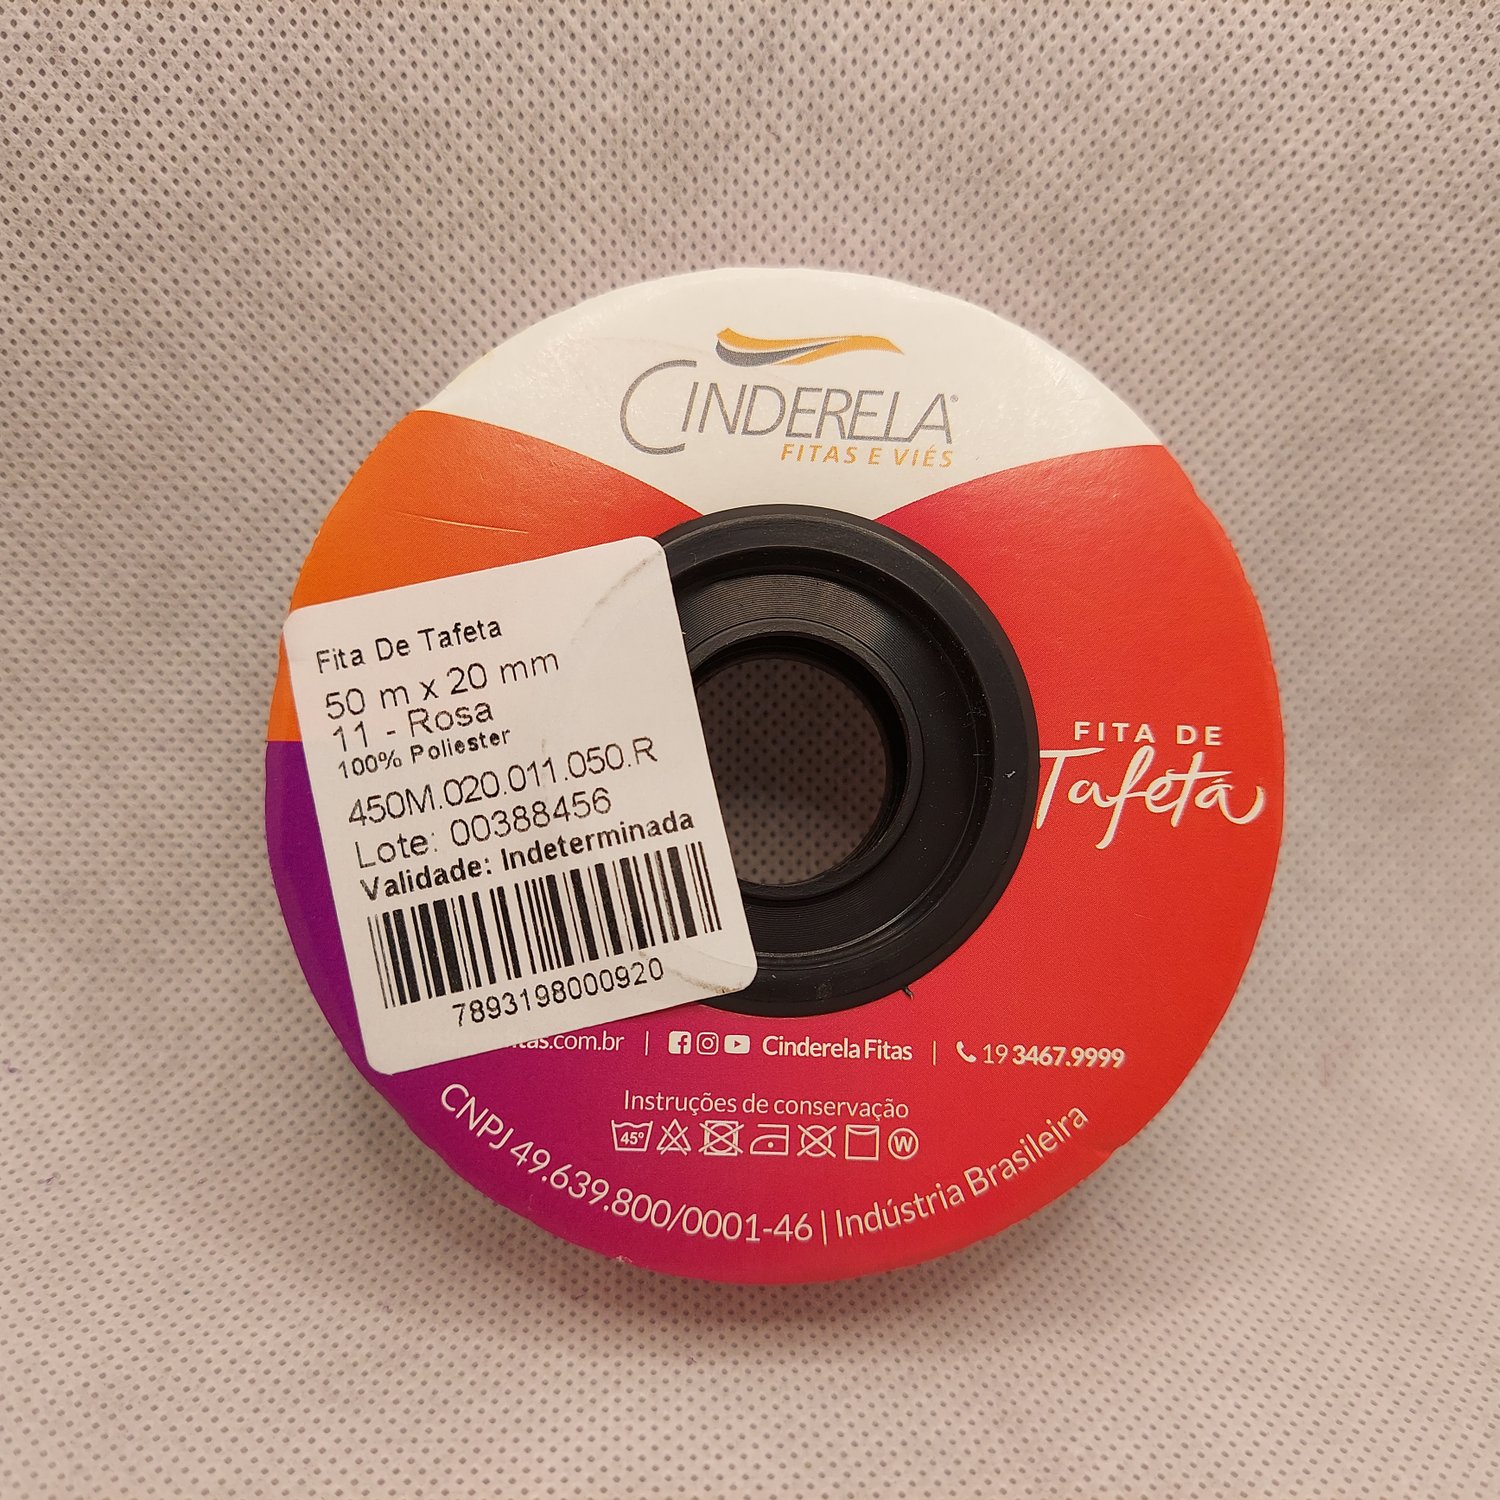 CINDERELA®
FITAS E VIÉS
Fita De Tafeta
50 m x 20 mm
11 - Rosa
100% Poliester
450M.020.011.050.R
Lote: 00388456
Validade: Indeterminada
7893198000920
FITA DE
Tafetá
tas.com.br | Cinderela Fitas | 19 3467.9999
Instruções de conservação
45° W
CNPJ 49.639.800/0001-46 | Indústria Brasileira